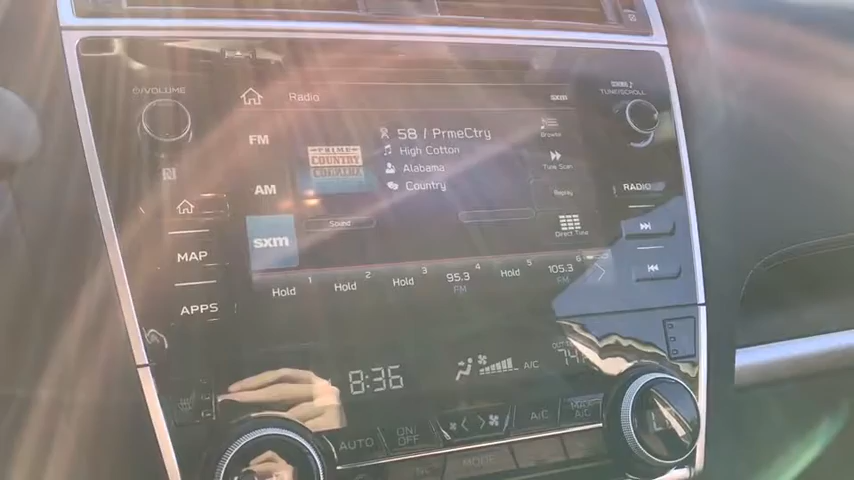 VOLUME
Radio
sxm
TUNE/SCROLL
58 / PrmeCtry
Browse
FM
PRIME
COUNTRY
High Cotton
Alabama
Tune Scan
N
AM
Country
Replay
RADIO
sxm
Sound
Direct Tune
MAP
1 2 3 4 5 6
Hold Hold Hold 95.3 Hold 105.3
FM FM
APPS
8:36
A/C
AUTO
ON/
OFF
A/C
MAX
A/C
MODE